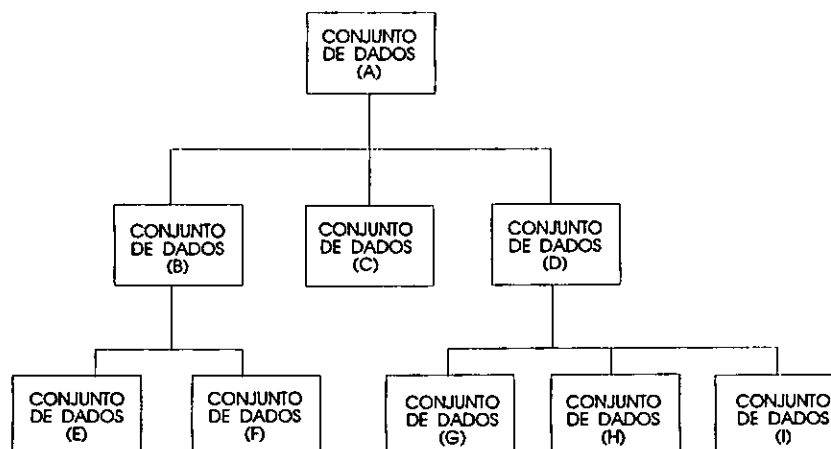 CONJUNTO
DE DADOS
(A)
CONJUNTO
DE DADOS
(B)
CONJUNTO
DE DADOS
(C)
CONJUNTO
DE DADOS
(D)
CONJUNTO
DE DADOS
(E)
CONJUNTO
DE DADOS
(F)
CONJUNTO
DE DADOS
(G)
CONJUNTO
DE DADOS
(H)
CONJUNTO
DE DADOS
(I)